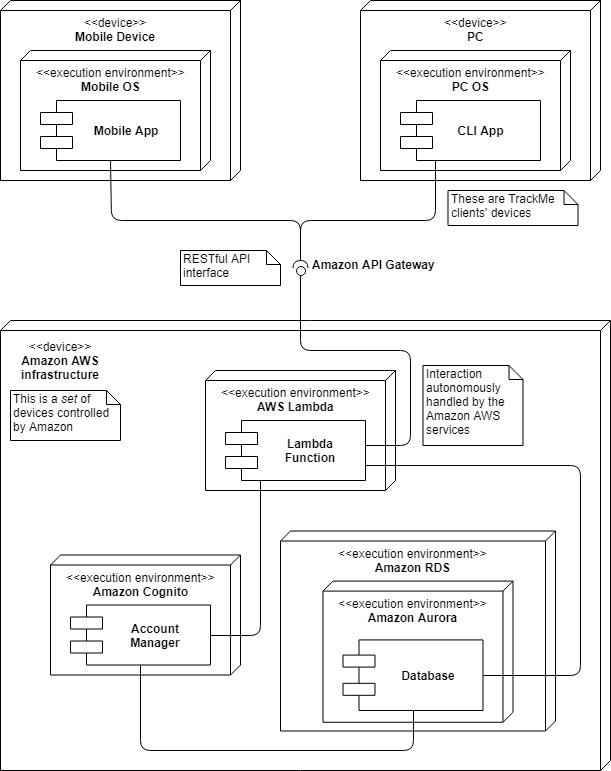 <<device>>
Mobile Device
<<execution environment>>
Mobile OS
Mobile App
<<device>>
PC
<<execution environment>>
PC OS
CLI App
These are TrackMe
clients' devices
RESTful API
interface
Amazon API Gateway
<<device>>
Amazon AWS
infrastructure
This is a set of
devices controlled
by Amazon
<<execution environment>>
AWS Lambda
Lambda
Function
Interaction
autonomously
handled by the
Amazon AWS
services
<<execution environment>>
Amazon Cognito
Account
Manager
<<execution environment>>
Amazon RDS
<<execution environment>>
Amazon Aurora
Database